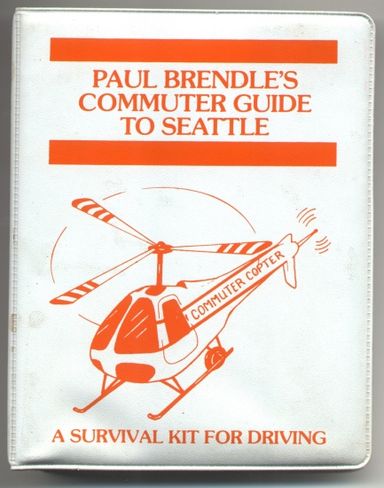 PAUL BRENDLE'S
COMMUTER GUIDE
TO SEATTLE
COMMUTER COPTER
A SURVIVAL KIT FOR DRIVING